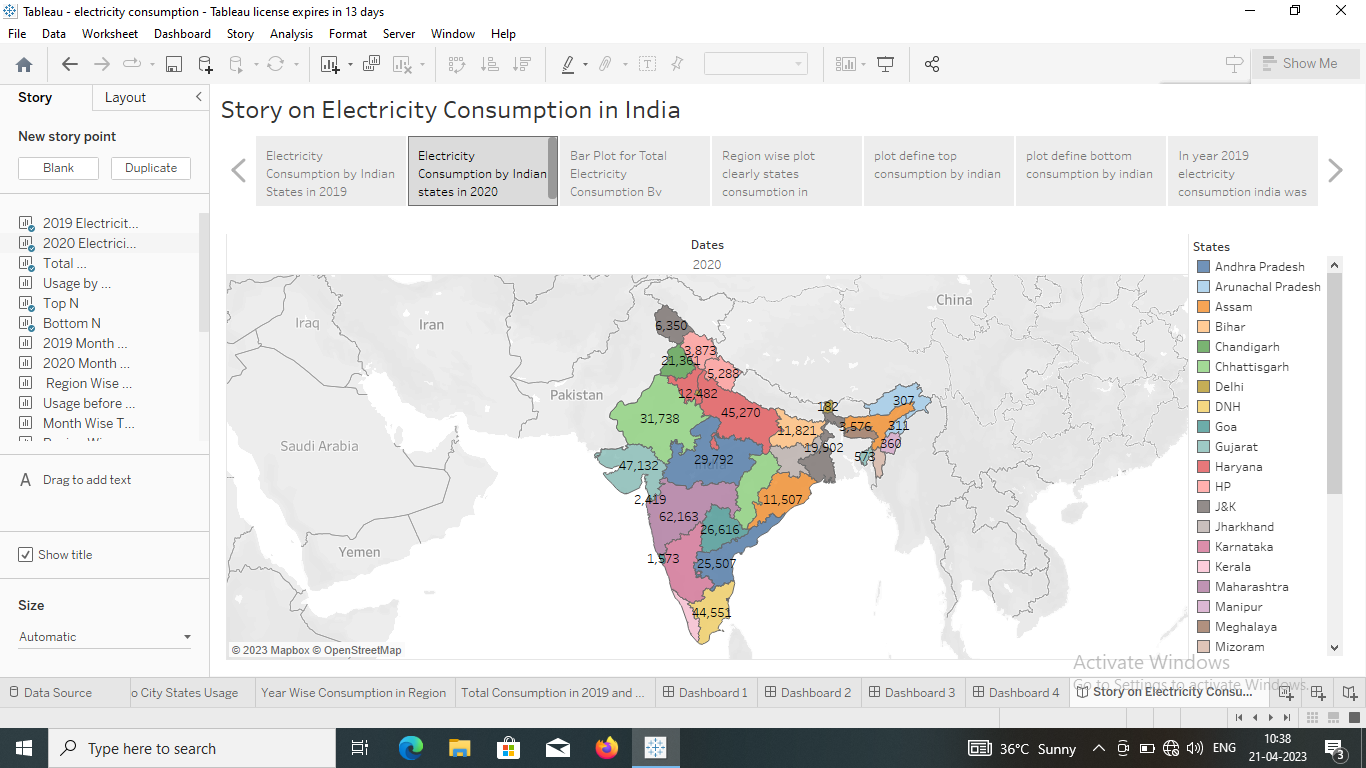 Tableau - electricity consumption - Tableau license expires in 13 days
File Data Worksheet Dashboard Story Analysis Format Server Window Help
Show Me
Story Layout
New story point
Blank Duplicate
2019 Electricit...
2020 Electrici...
Total ...
Usage by ...
Top N
Bottom N
2019 Month ...
2020 Month ...
Region Wise ...
Usage before ...
Month Wise T...
A Drag to add text
Show title
Size
Automatic
Story on Electricity Consumption in India
Electricity
Consumption by Indian
States in 2019
Electricity
Consumption by Indian
states in 2020
Bar Plot for Total
Electricity
Consumption By
Region wise plot
clearly states
consumption in
plot define top
consumption by indian
plot define bottom
consumption by indian
In year 2019
electricity
consumption india was
Dates
2020
China
Iraq
Iran
Pakistan
Saudi Arabia
Yemen
6,350
3,873
21,361
5,288
12,482
31,738
45,270
182
307
11,821
3,576
311
19,902
360
573
47,132
29,792
2,419
11,507
62,163
26,616
1,573
25,507
44,551
© 2023 Mapbox © OpenStreetMap
States
Andhra Pradesh
Arunachal Pradesh
Assam
Bihar
Chandigarh
Chhattisgarh
Delhi
DNH
Goa
Gujarat
Haryana
HP
J&K
Jharkhand
Karnataka
Kerala
Maharashtra
Manipur
Meghalaya
Mizoram
Activate Windows
Go to Settings to activate Windows.
Data Source o City States Usage Year Wise Consumption in Region Total Consumption in 2019 and ... Dashboard 1 Dashboard 2 Dashboard 3 Dashboard 4 Story on Electricity Consu...
Type here to search
36°C Sunny
ENG
10:38
21-04-2023
3